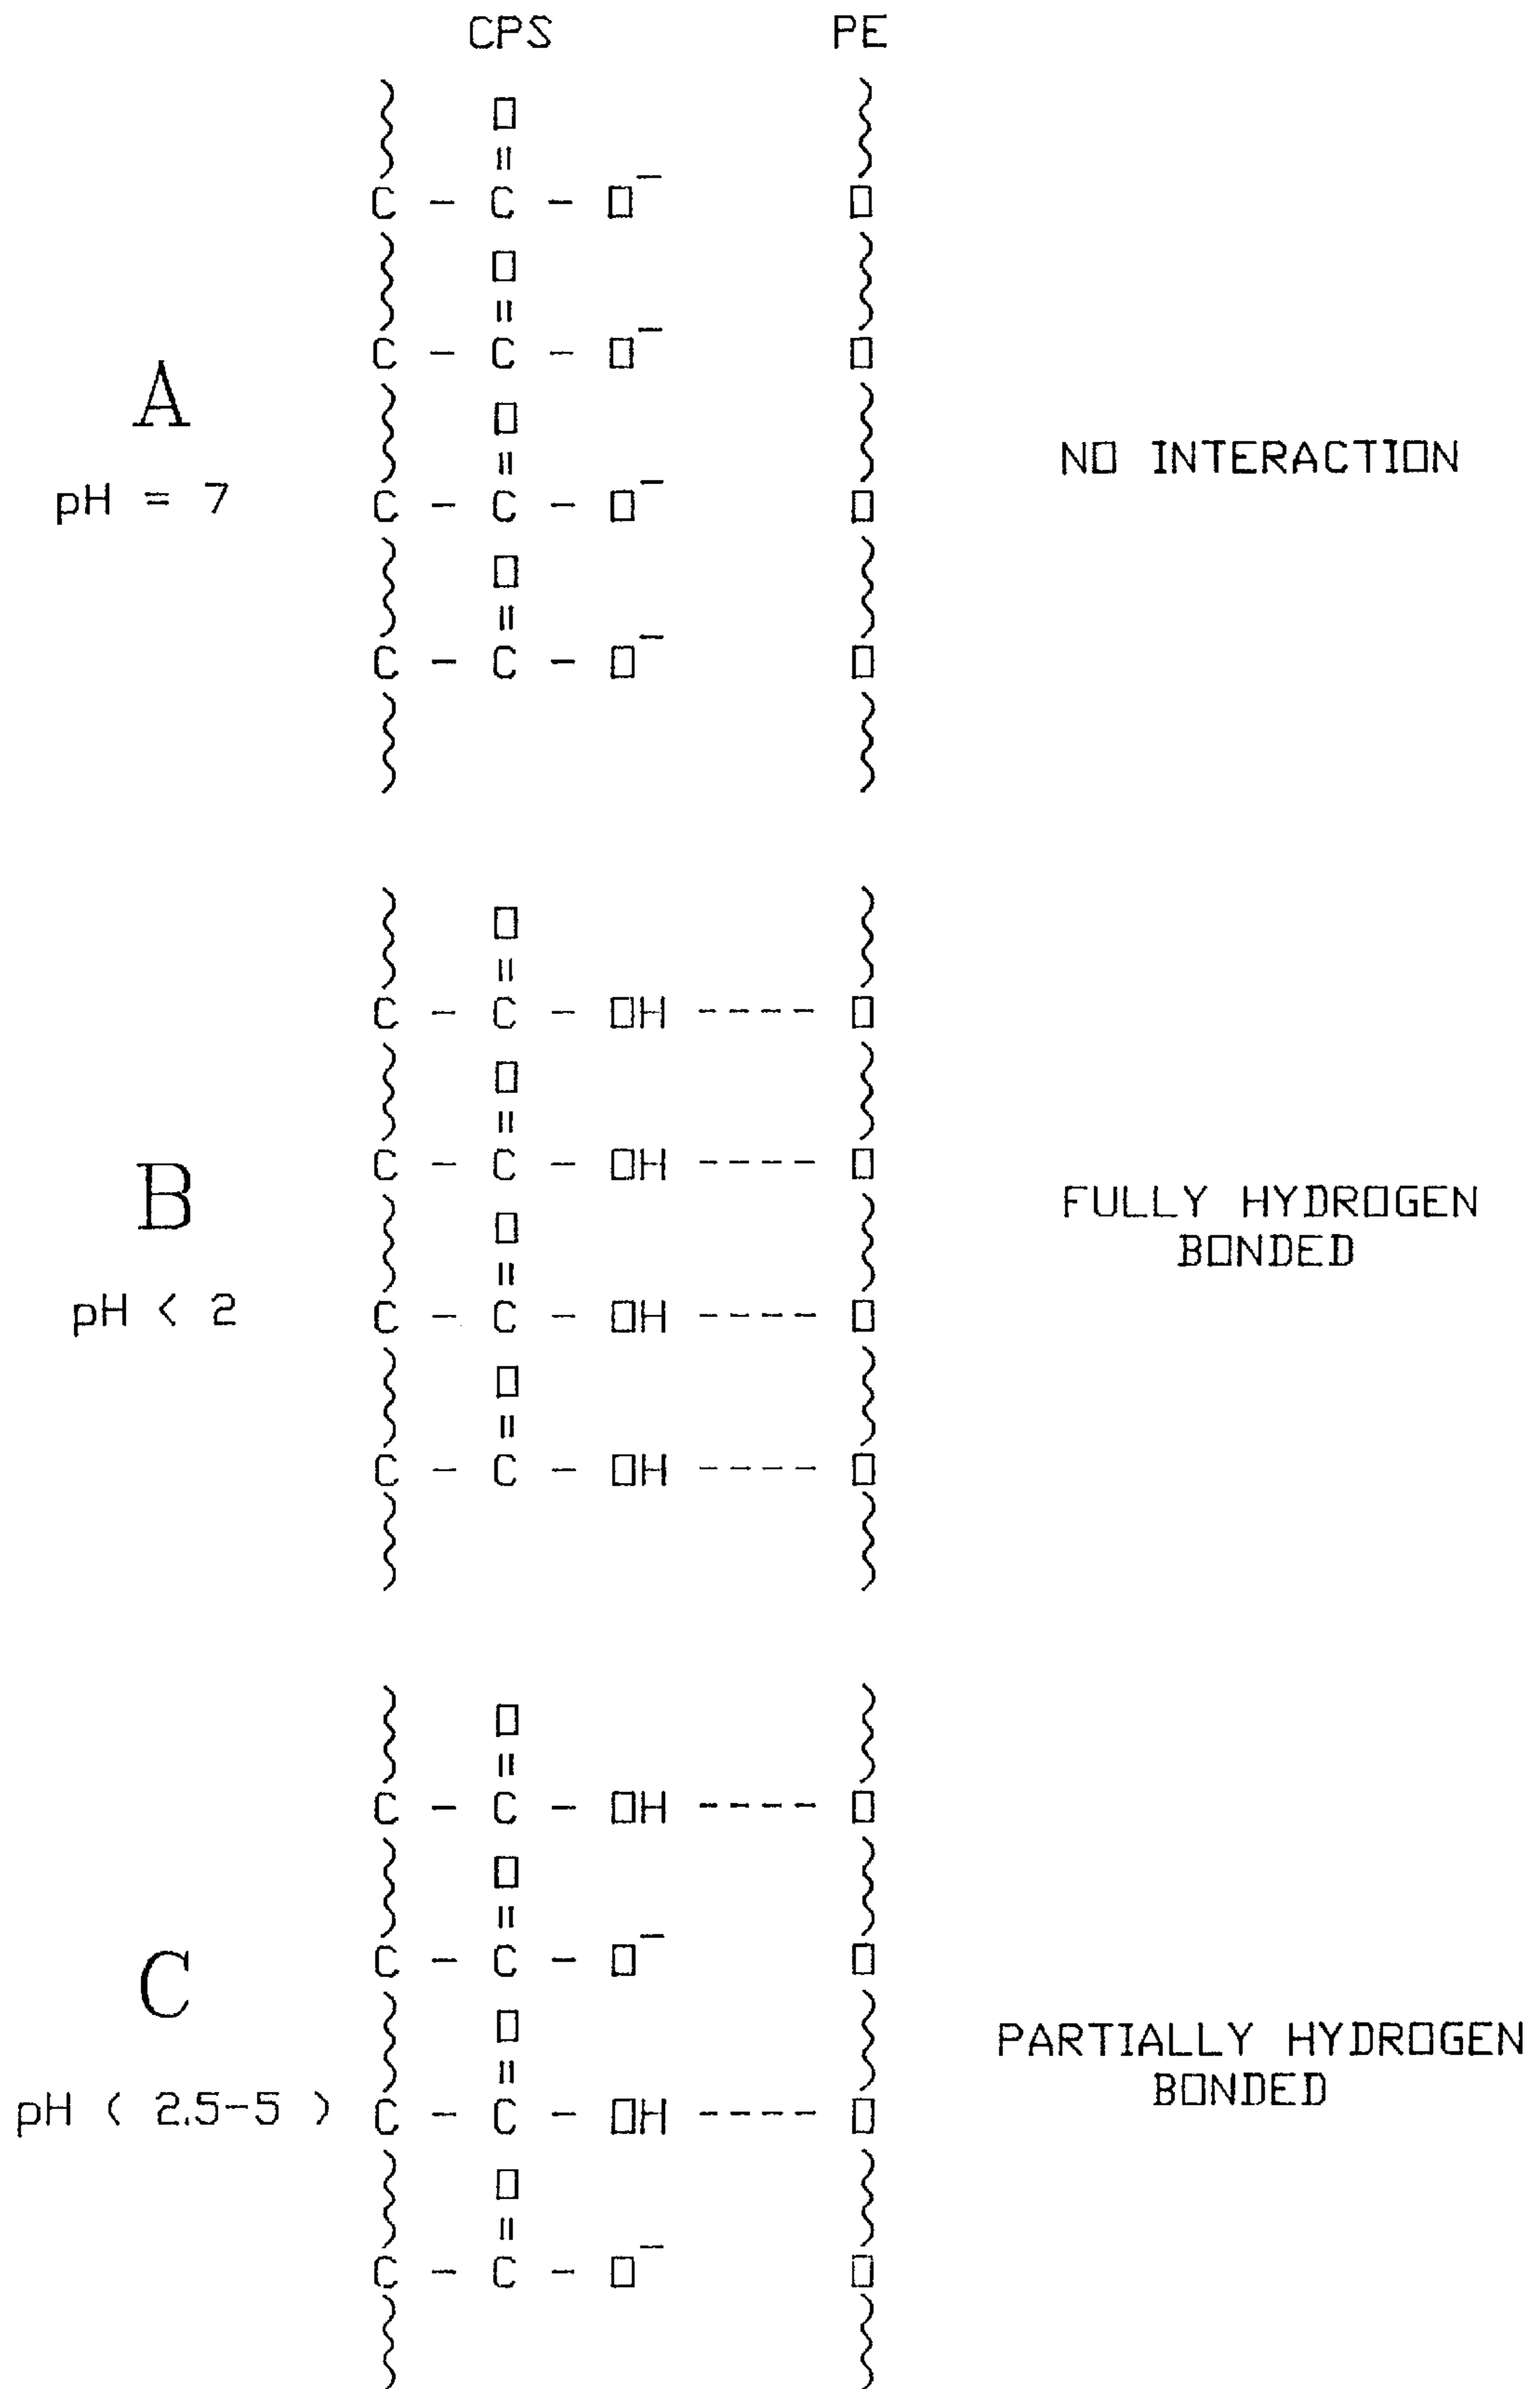 CPS PE
O
=
C - C - O⁻ O
O
=
C - C - O⁻ O
A
O
NO INTERACTION
=
pH = 7
C - C - O⁻ O
O
=
C - C - O⁻ O
O
=
C - C - OH ---- O
O
=
C - C - OH ---- O
B
FULLY HYDROGEN
O
BONDED
=
pH < 2
C - C - OH ---- O
O
=
C - C - OH ---- O
O
=
C - C - OH ---- O
O
=
C - C - O⁻ O
C
O
PARTIALLY HYDROGEN
=
BONDED
pH ( 2.5-5 )
C - C - OH ---- O
O
=
C - C - O⁻ O